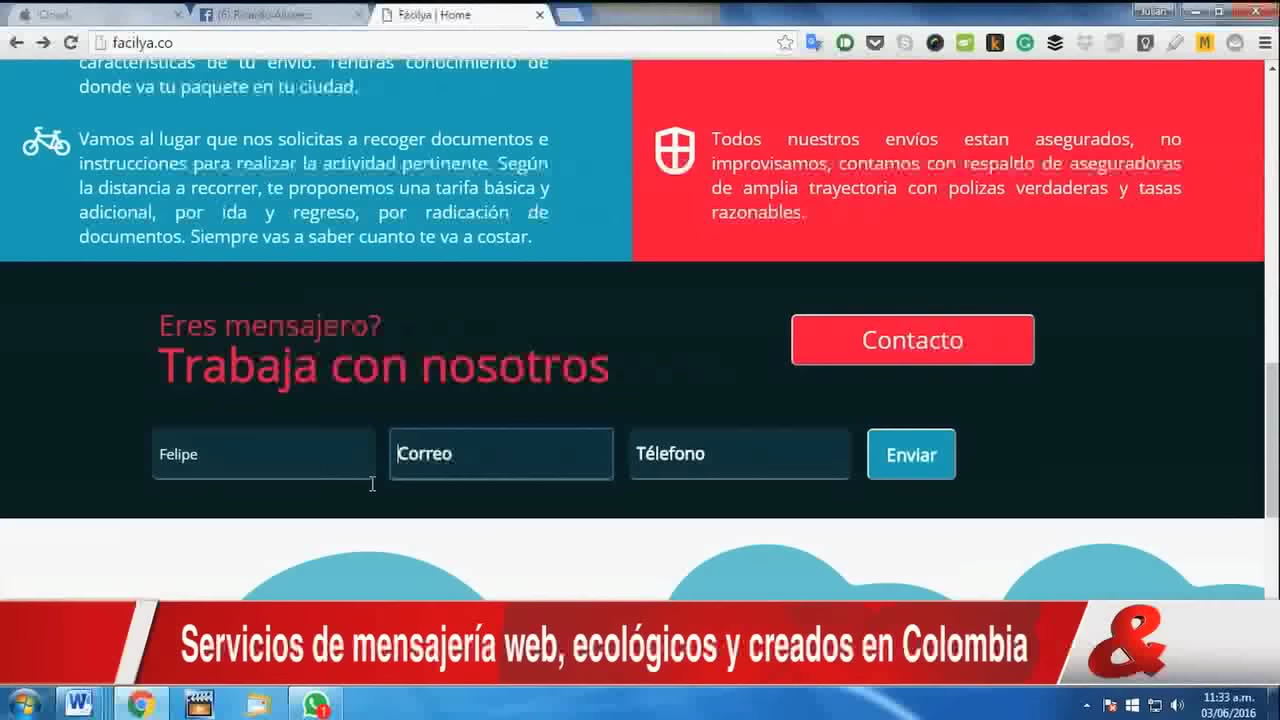 Facilya | Home
Julian
facilya.co
características de tu envío. Tendrás conocimiento de
donde va tu paquete en tu ciudad.
Vamos al lugar que nos solicitas a recoger documentos e
instrucciones para realizar la actividad pertinente. Según
la distancia a recorrer, te proponemos una tarifa básica y
adicional, por ida y regreso, por radicación de
documentos. Siempre vas a saber cuanto te va a costar.
Todos nuestros envíos estan asegurados, no
improvisamos, contamos con respaldo de aseguradoras
de amplia trayectoria con polizas verdaderas y tasas
razonables.
Eres mensajero?
Trabaja con nosotros
Contacto
Felipe
Correo
Télefono
Enviar
Servicios de mensajería web, ecológicos y creados en Colombia
&
11:33 a.m.
03/06/2016